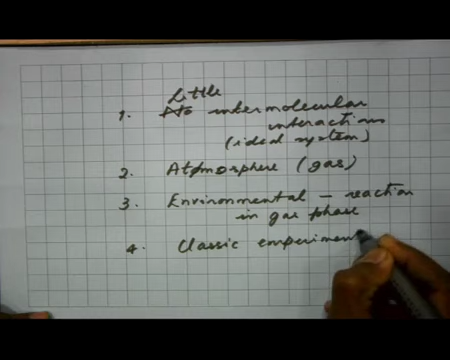 Little
1. No intermolecular
interactions
(ideal system)
2. Atmosphere (gas)
3. Environmental - reaction
in gas phase
4. Classic experiment